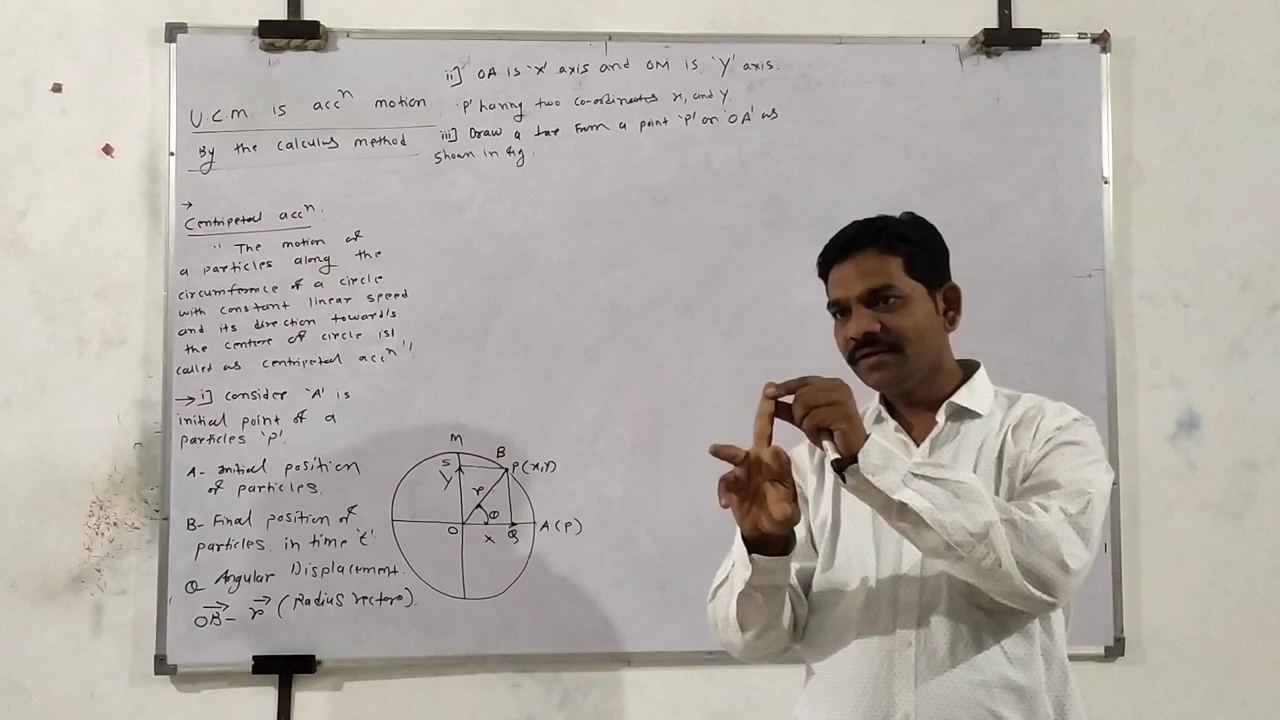 U.C.M. is accⁿ motion
By the calculus method
→
Centripetal accⁿ.
" The motion of
a particles along the
circumference of a circle
with constant linear speed
and its direction toward's
the centere of circle is
called as centripetal accⁿ"
→ i] consider 'A' is
initial point of a
particles 'P'.
A- Initial position
of particles.
B- Final position of
particles in time 't'
Q Angular Displacement.
OB- r (Radius vector)
ii] OA is 'X' axis and OM is 'Y' axis.
'P' having two co-ordinates x, and y.
iii] Draw a from a point 'P' on 'OA' as
shown in fig.
M
S
B
P(x,y)
Y
r
θ
O
X
Q
A (P)